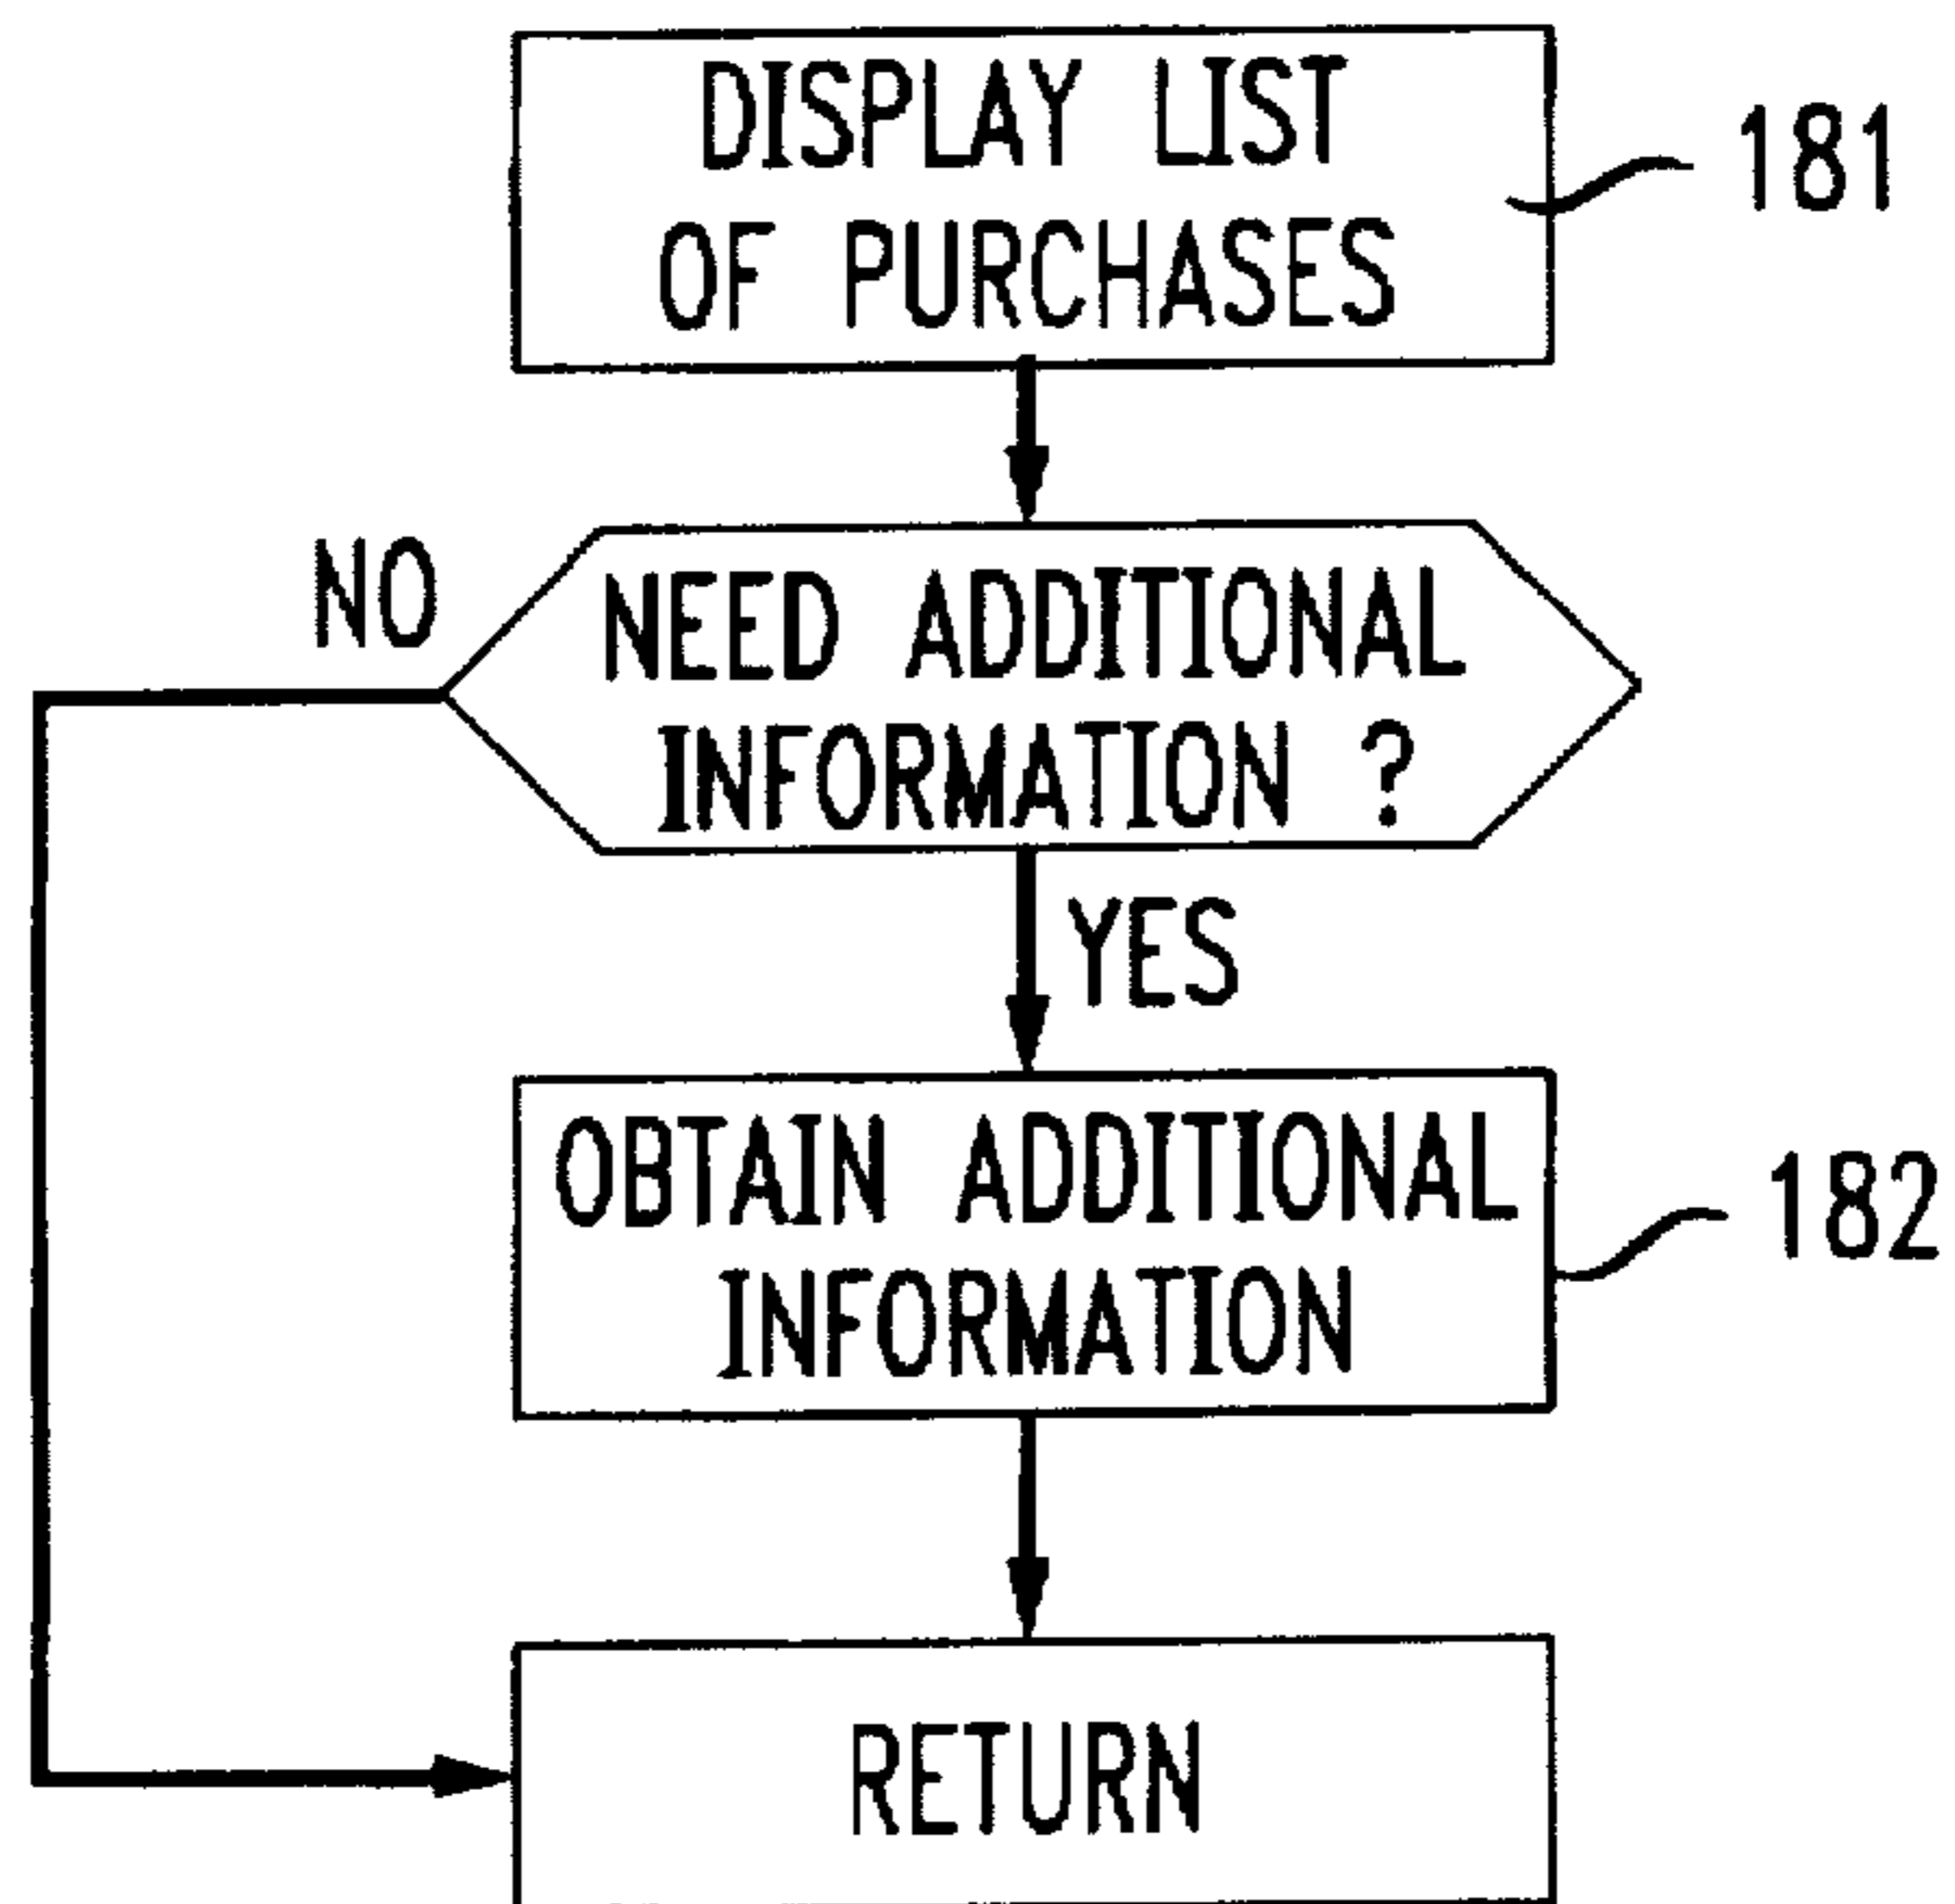 DISPLAY LIST
OF PURCHASES
181
NO
NEED ADDITIONAL
INFORMATION ?
YES
OBTAIN ADDITIONAL
INFORMATION
182
RETURN